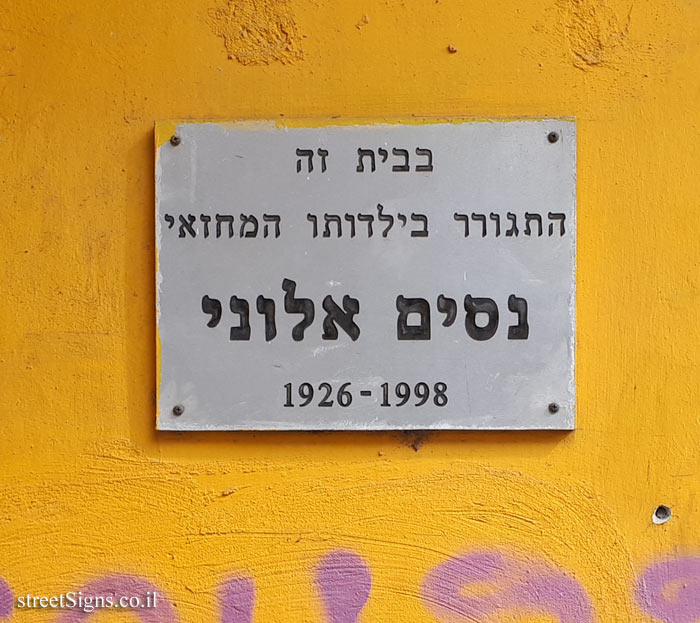 בבית זה
התגורר בילדותו המחזאי
נסים אלוני
1926-1998
streetSigns.co.il